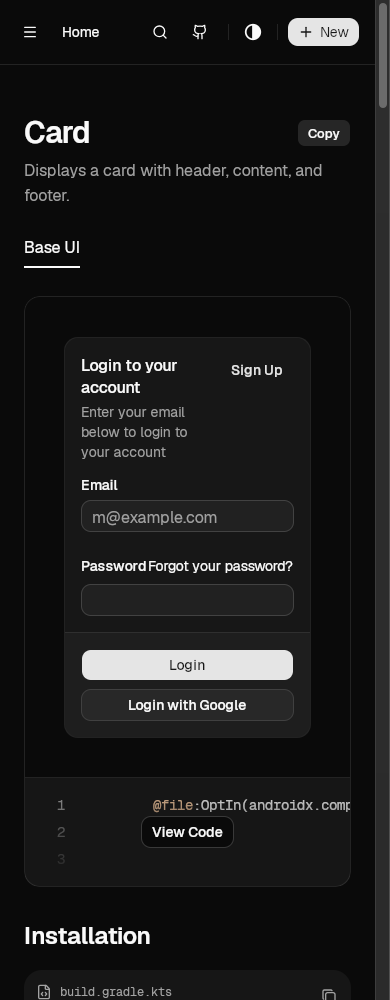 Home
New
Card
Copy
Displays a card with header, content, and
footer.
Base UI
Login to your
account
Sign Up
Enter your email
below to login to
your account
Email
m@example.com
Password Forgot your password?
Login
Login with Google
1 @file:OptIn(androidx.comp
2
View Code
3
Installation
build.gradle.kts